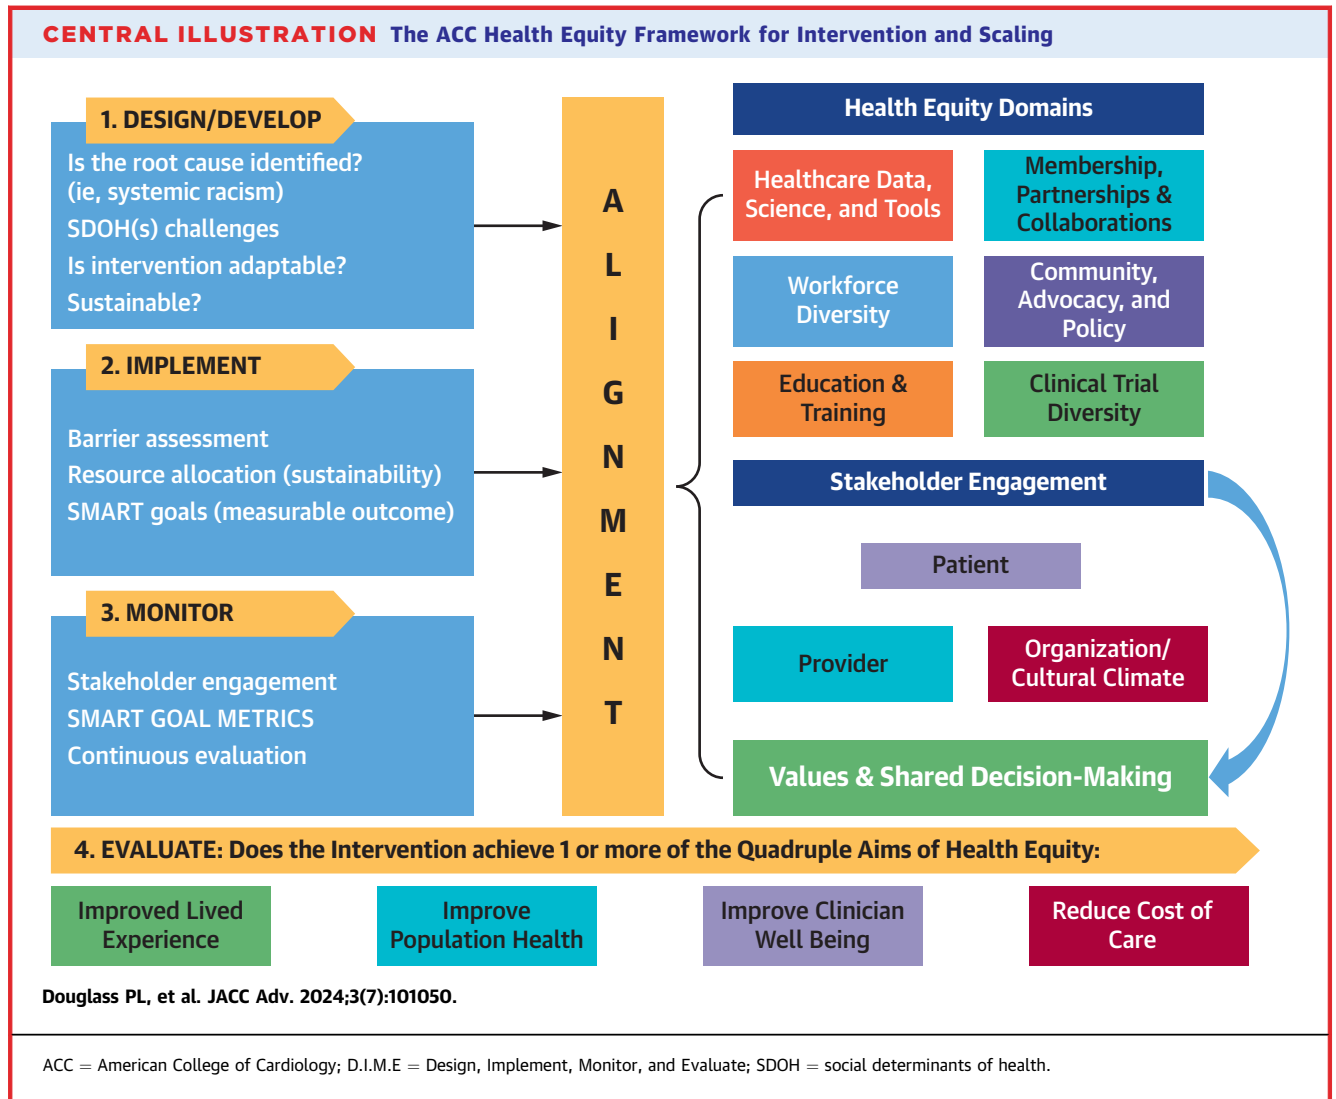 CENTRAL ILLUSTRATION The ACC Health Equity Framework for Intervention and Scaling
1. DESIGN/DEVELOP
Is the root cause identified?
(ie, systemic racism)
SDOH(s) challenges
Is intervention adaptable?
Sustainable?
2. IMPLEMENT
Barrier assessment
Resource allocation (sustainability)
SMART goals (measurable outcome)
3. MONITOR
Stakeholder engagement
SMART GOAL METRICS
Continuous evaluation
A
L
I
G
N
M
E
N
T
Health Equity Domains
Healthcare Data,
Science, and Tools
Membership,
Partnerships &
Collaborations
Workforce
Diversity
Community,
Advocacy, and
Policy
Education &
Training
Clinical Trial
Diversity
Stakeholder Engagement
Patient
Provider
Organization/
Cultural Climate
Values & Shared Decision-Making
4. EVALUATE: Does the Intervention achieve 1 or more of the Quadruple Aims of Health Equity:
Improved Lived
Experience
Improve
Population Health
Improve Clinician
Well Being
Reduce Cost of
Care
Douglass PL, et al. JACC Adv. 2024;3(7):101050.
ACC = American College of Cardiology; D.I.M.E = Design, Implement, Monitor, and Evaluate; SDOH = social determinants of health.